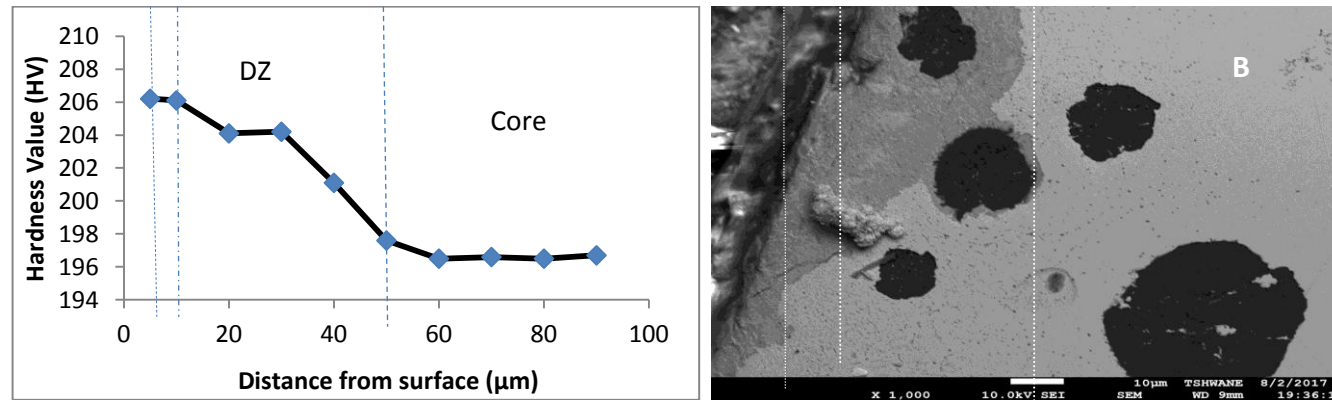 Hardness Value (HV)
210
208
206
204
202
200
198
196
194
DZ
Core
0
20
40
60
80
100
Distance from surface (µm)
B
10µm TSHWANE 8/2/2017
X 1,000 10.0kV SEI SEM WD 9mm